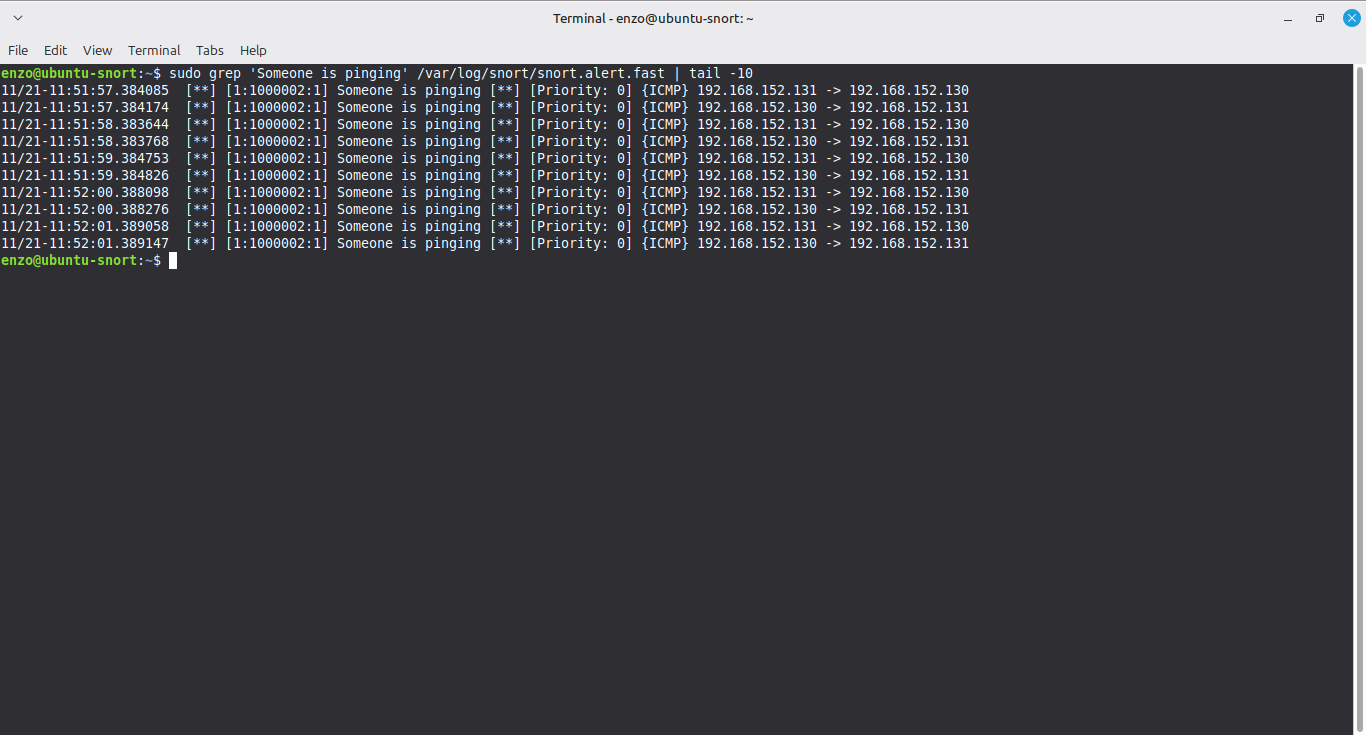 Terminal - enzo@ubuntu-snort: ~
File Edit View Terminal Tabs Help
enzo@ubuntu-snort:~$ sudo grep 'Someone is pinging' /var/log/snort/snort.alert.fast | tail -10
11/21-11:51:57.384085  [**] [1:1000002:1] Someone is pinging [**] [Priority: 0] {ICMP} 192.168.152.131 -> 192.168.152.130
11/21-11:51:57.384174  [**] [1:1000002:1] Someone is pinging [**] [Priority: 0] {ICMP} 192.168.152.130 -> 192.168.152.131
11/21-11:51:58.383644  [**] [1:1000002:1] Someone is pinging [**] [Priority: 0] {ICMP} 192.168.152.131 -> 192.168.152.130
11/21-11:51:58.383768  [**] [1:1000002:1] Someone is pinging [**] [Priority: 0] {ICMP} 192.168.152.130 -> 192.168.152.131
11/21-11:51:59.384753  [**] [1:1000002:1] Someone is pinging [**] [Priority: 0] {ICMP} 192.168.152.131 -> 192.168.152.130
11/21-11:51:59.384826  [**] [1:1000002:1] Someone is pinging [**] [Priority: 0] {ICMP} 192.168.152.130 -> 192.168.152.131
11/21-11:52:00.388098  [**] [1:1000002:1] Someone is pinging [**] [Priority: 0] {ICMP} 192.168.152.131 -> 192.168.152.130
11/21-11:52:00.388276  [**] [1:1000002:1] Someone is pinging [**] [Priority: 0] {ICMP} 192.168.152.130 -> 192.168.152.131
11/21-11:52:01.389058  [**] [1:1000002:1] Someone is pinging [**] [Priority: 0] {ICMP} 192.168.152.131 -> 192.168.152.130
11/21-11:52:01.389147  [**] [1:1000002:1] Someone is pinging [**] [Priority: 0] {ICMP} 192.168.152.130 -> 192.168.152.131
enzo@ubuntu-snort:~$